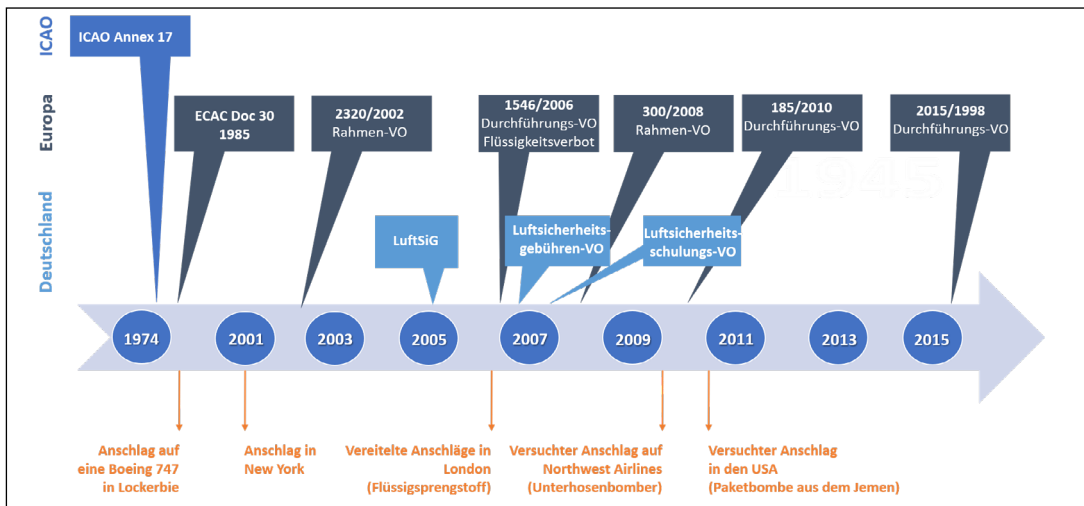 ICAO
ICAO Annex 17
Europa
ECAC Doc 30
1985
2320/2002
Rahmen-VO
1546/2006
Durchführungs-VO
Flüssigkeitsverbot
300/2008
Rahmen-VO
185/2010
Durchführungs-VO
2015/1998
Durchführungs-VO
1945
Deutschland
LuftSiG
Luftsicherheits-
gebühren-VO
Luftsicherheits-
schulungs-VO
1974
2001
2003
2005
2007
2009
2011
2013
2015
Anschlag auf
eine Boeing 747
in Lockerbie
Anschlag in
New York
Vereitelte Anschläge in
London
(Flüssigsprengstoff)
Versuchter Anschlag auf
Northwest Airlines
(Unterhosenbomber)
Versuchter Anschlag
in den USA
(Paketbombe aus dem Jemen)